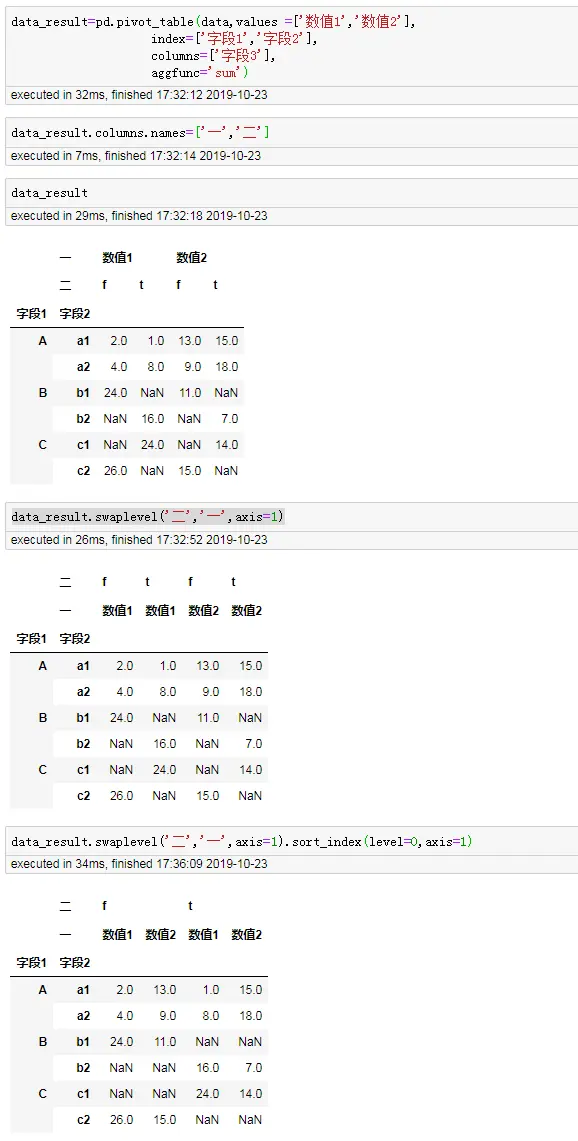 data_result=pd.pivot_table(data,values =['数值1','数值2'],
index=['字段1','字段2'],
columns=['字段3'],
aggfunc='sum')
executed in 32ms, finished 17:32:12 2019-10-23
data_result.columns.names=['一','二']
executed in 7ms, finished 17:32:14 2019-10-23
data_result
executed in 29ms, finished 17:32:18 2019-10-23
一 数值1 数值2
二 f t f t
字段1 字段2
A a1 2.0 1.0 13.0 15.0
a2 4.0 8.0 9.0 18.0
B b1 24.0 NaN 11.0 NaN
b2 NaN 16.0 NaN 7.0
C c1 NaN 24.0 NaN 14.0
c2 26.0 NaN 15.0 NaN
data_result.swaplevel('二','一',axis=1)
executed in 26ms, finished 17:32:52 2019-10-23
二 f t f t
一 数值1 数值1 数值2 数值2
字段1 字段2
A a1 2.0 1.0 13.0 15.0
a2 4.0 8.0 9.0 18.0
B b1 24.0 NaN 11.0 NaN
b2 NaN 16.0 NaN 7.0
C c1 NaN 24.0 NaN 14.0
c2 26.0 NaN 15.0 NaN
data_result.swaplevel('二','一',axis=1).sort_index(level=0,axis=1)
executed in 34ms, finished 17:36:09 2019-10-23
二 f t
一 数值1 数值2 数值1 数值2
字段1 字段2
A a1 2.0 13.0 1.0 15.0
a2 4.0 9.0 8.0 18.0
B b1 24.0 11.0 NaN NaN
b2 NaN NaN 16.0 7.0
C c1 NaN NaN 24.0 14.0
c2 26.0 15.0 NaN NaN